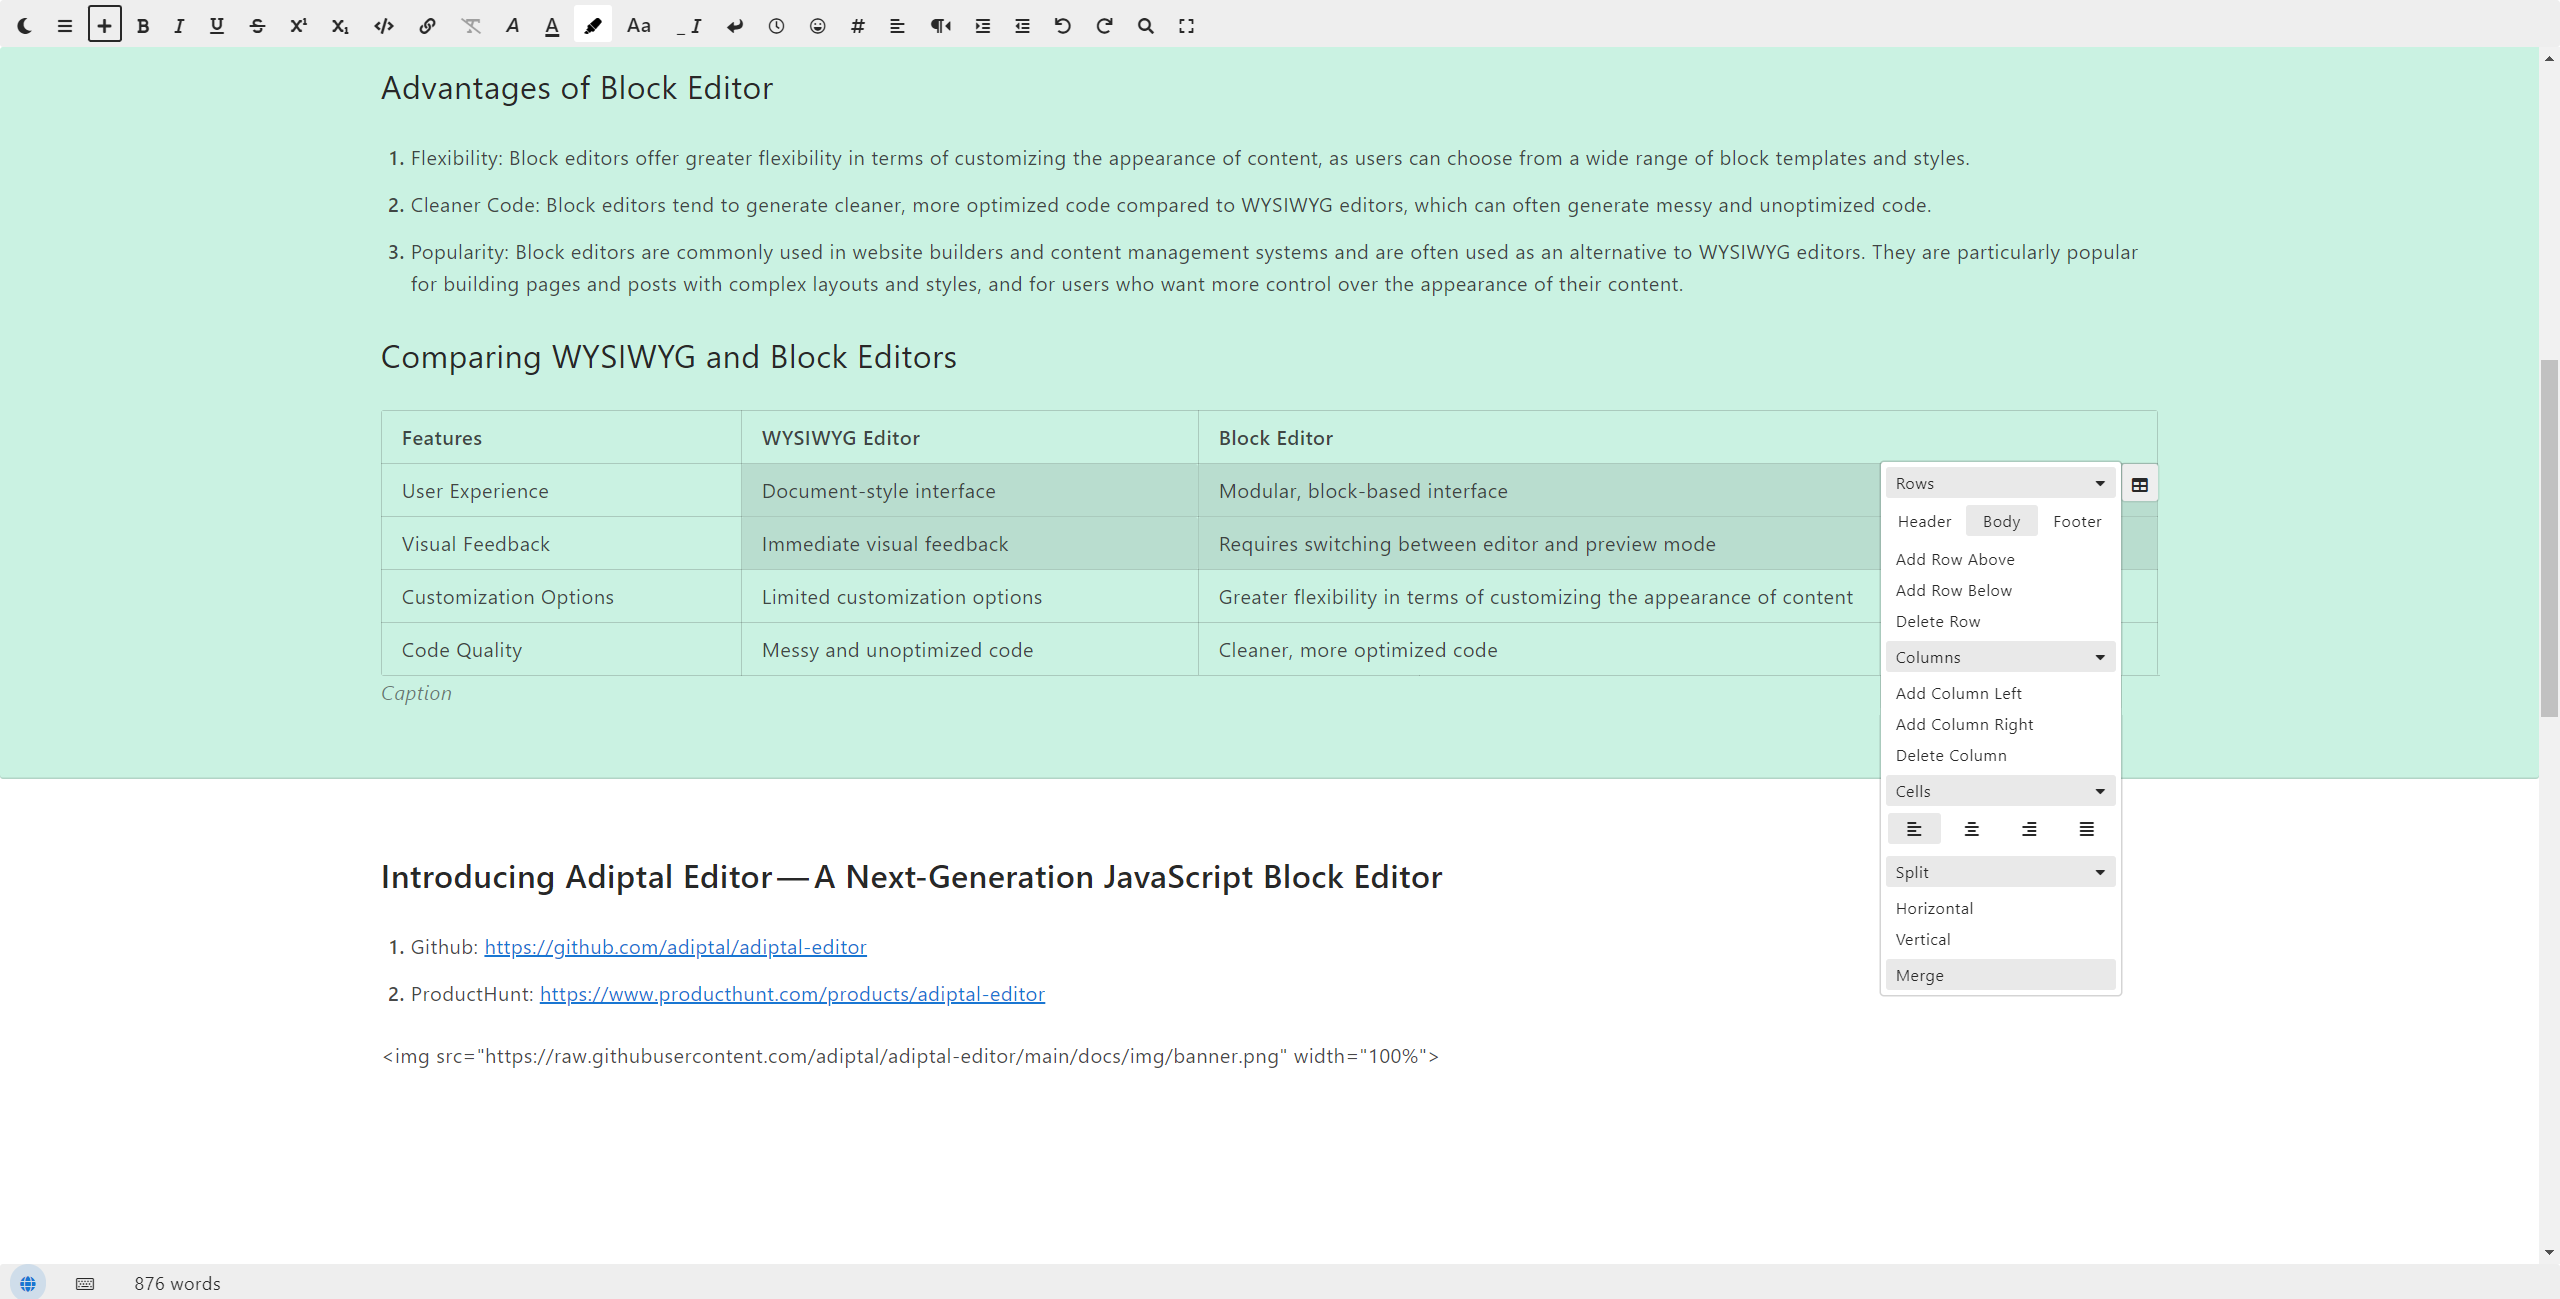 B I U S X¹ X₁ </> A A Aa _I #
Advantages of Block Editor
1. Flexibility: Block editors offer greater flexibility in terms of customizing the appearance of content, as users can choose from a wide range of block templates and styles.
2. Cleaner Code: Block editors tend to generate cleaner, more optimized code compared to WYSIWYG editors, which can often generate messy and unoptimized code.
3. Popularity: Block editors are commonly used in website builders and content management systems and are often used as an alternative to WYSIWYG editors. They are particularly popular
for building pages and posts with complex layouts and styles, and for users who want more control over the appearance of their content.
Comparing WYSIWYG and Block Editors
Features WYSIWYG Editor Block Editor
User Experience Document-style interface Modular, block-based interface
Visual Feedback Immediate visual feedback Requires switching between editor and preview mode
Customization Options Limited customization options Greater flexibility in terms of customizing the appearance of content
Code Quality Messy and unoptimized code Cleaner, more optimized code
Caption
Rows
Header Body Footer
Add Row Above
Add Row Below
Delete Row
Columns
Add Column Left
Add Column Right
Delete Column
Cells
Split
Horizontal
Vertical
Merge
Introducing Adiptal Editor — A Next-Generation JavaScript Block Editor
1. Github: https://github.com/adiptal/adiptal-editor
2. ProductHunt: https://www.producthunt.com/products/adiptal-editor
<img src="https://raw.githubusercontent.com/adiptal/adiptal-editor/main/docs/img/banner.png" width="100%">
876 words